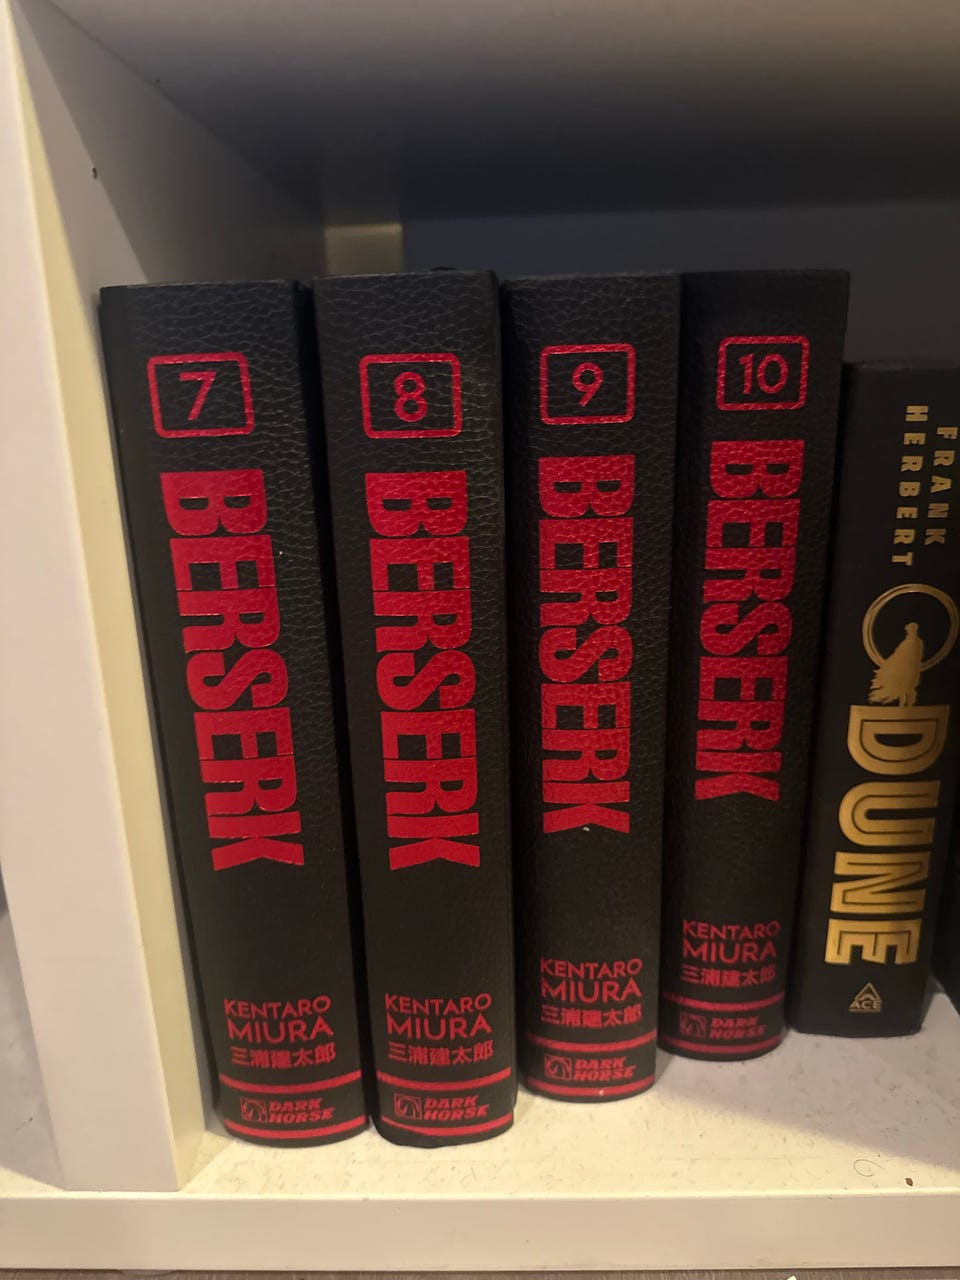 7
BERSERK
KENTARO
MIURA
三浦建太郎
DARK
HORSE
8
BERSERK
KENTARO
MIURA
三浦建太郎
DARK
HORSE
9
BERSERK
KENTARO
MIURA
三浦建太郎
DARK
HORSE
10
BERSERK
KENTARO
MIURA
三浦建太郎
DARK
HORSE
FRANK
HERBERT
DUNE
ACE